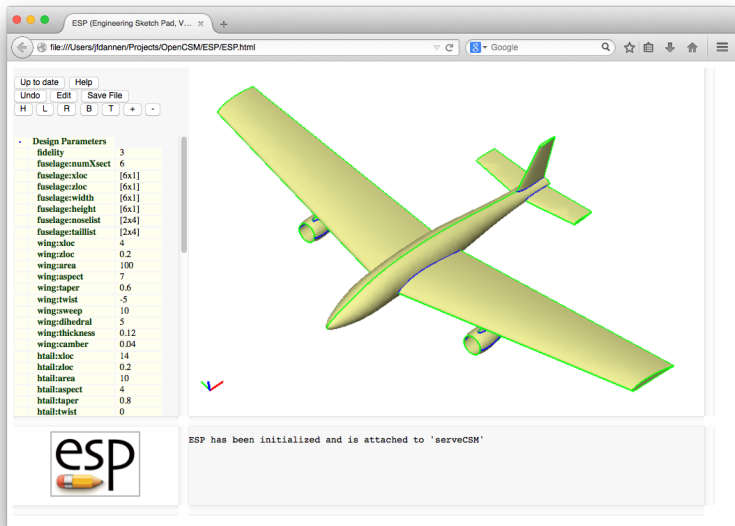 ESP (Engineering Sketch Pad, V...
file:///Users/jfdannen/Projects/OpenCSM/ESP/ESP.html
Google
Up to date Help
Undo Edit Save File
H L R B T + -
- Design Parameters
fidelity 3
fuselage:numXsect 6
fuselage:xloc [6x1]
fuselage:zloc [6x1]
fuselage:width [6x1]
fuselage:height [6x1]
fuselage:noselist [2x4]
fuselage:taillist [2x4]
wing:xloc 4
wing:zloc 0.2
wing:area 100
wing:aspect 7
wing:taper 0.6
wing:twist -5
wing:sweep 10
wing:dihedral 5
wing:thickness 0.12
wing:camber 0.04
htail:xloc 14
htail:zloc 0.2
htail:area 10
htail:aspect 4
htail:taper 0.8
htail:twist 0
esp
ESP has been initialized and is attached to 'serveCSM'